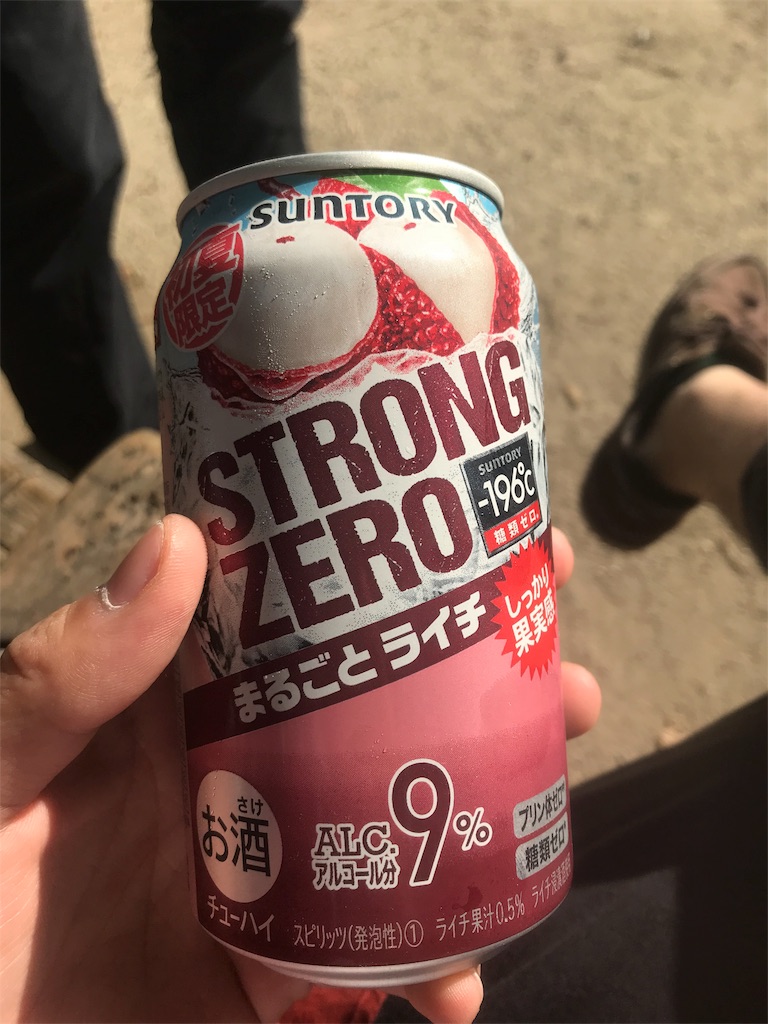 SUNTORY
初夏
限定
STRONG
ZERO
SUNTORY
-196℃
糖類ゼロ。
まるごとライチ
しっかり
果実感
さけ
お酒
チューハイ
ALC.
アルコール分
9%
プリン体ゼロ
糖類ゼロ
スピリッツ(発泡性)① ライチ果汁0.5%